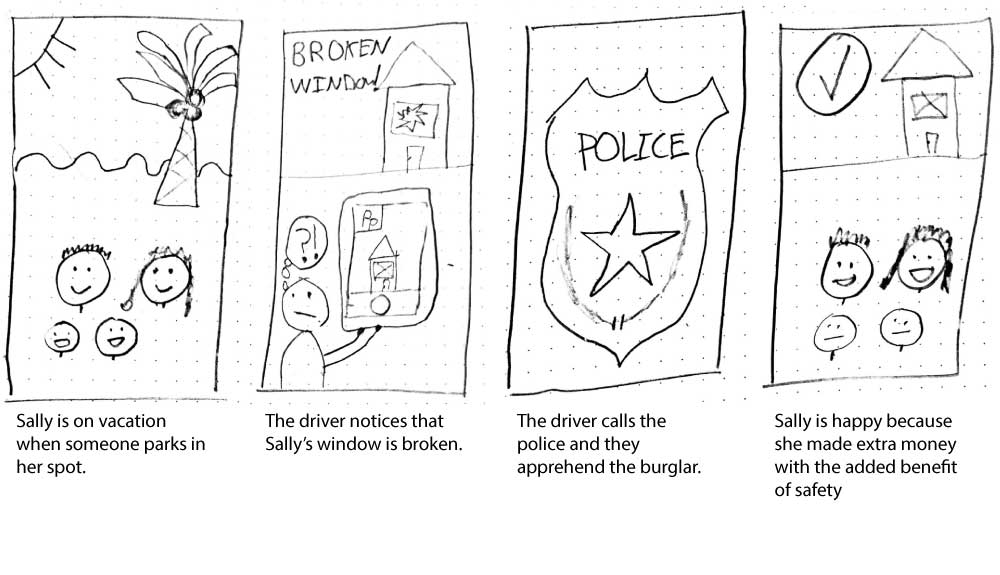 BROKEN
WINDOW!
?!
POLICE
Sally is on vacation
when someone parks in
her spot.
The driver notices that
Sally's window is broken.
The driver calls the
police and they
apprehend the burglar.
Sally is happy because
she made extra money
with the added benefit
of safety